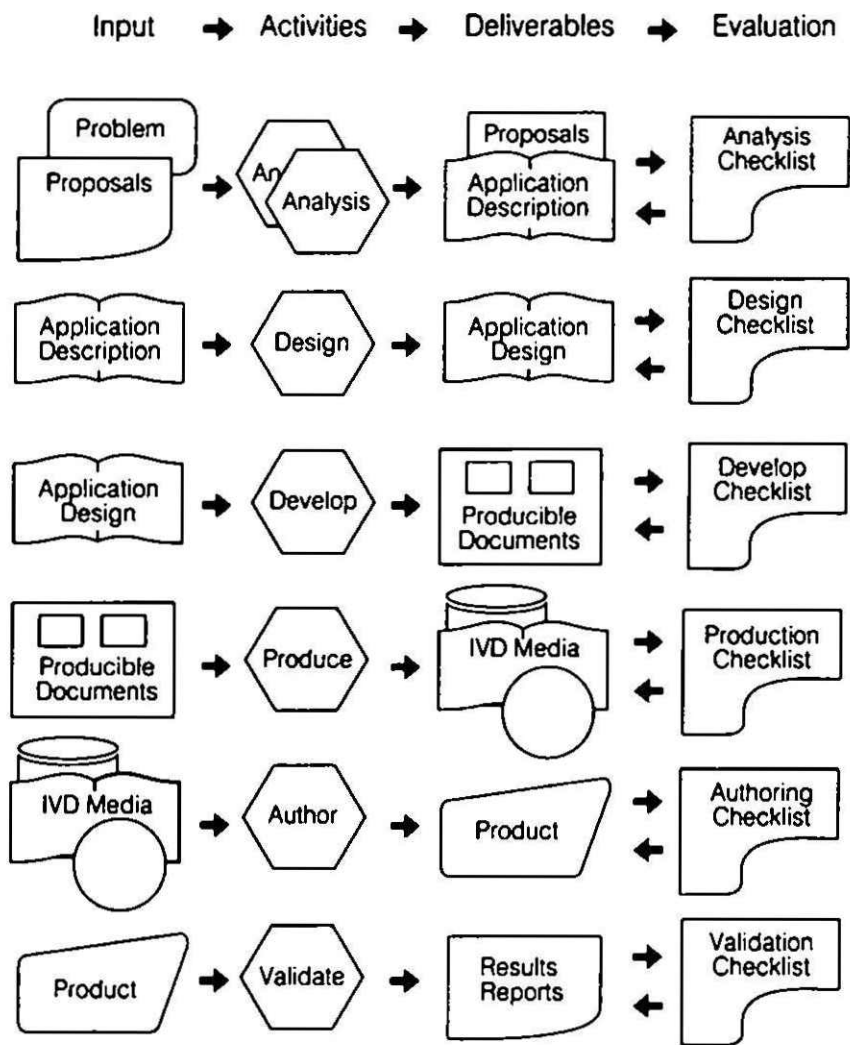 Input Activities Deliverables Evaluation
Problem
Proposals
An
Analysis
Proposals
Application
Description
Analysis
Checklist
Application
Description
Design
Application
Design
Design
Checklist
Application
Design
Develop
Producible
Documents
Develop
Checklist
Producible
Documents
Produce
IVD Media
Production
Checklist
IVD Media
Author
Product
Authoring
Checklist
Product
Validate
Results
Reports
Validation
Checklist